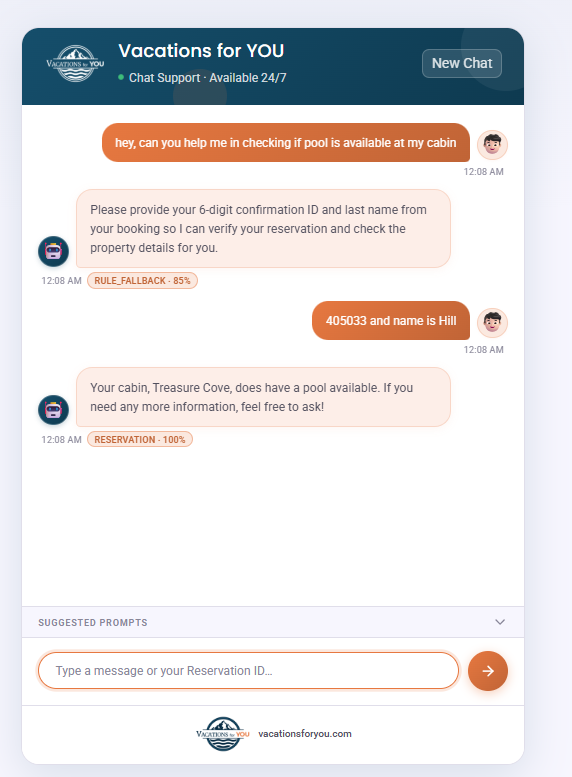 VACATIONS for YOU
Vacations for YOU
Chat Support · Available 24/7
New Chat
hey, can you help me in checking if pool is available at my cabin
12:08 AM
Please provide your 6-digit confirmation ID and last name from
your booking so I can verify your reservation and check the
property details for you.
12:08 AM RULE_FALLBACK · 85%
405033 and name is Hill
12:08 AM
Your cabin, Treasure Cove, does have a pool available. If you
need any more information, feel free to ask!
12:08 AM RESERVATION · 100%
SUGGESTED PROMPTS
Type a message or your Reservation ID...
VACATIONS for YOU
vacationsforyou.com